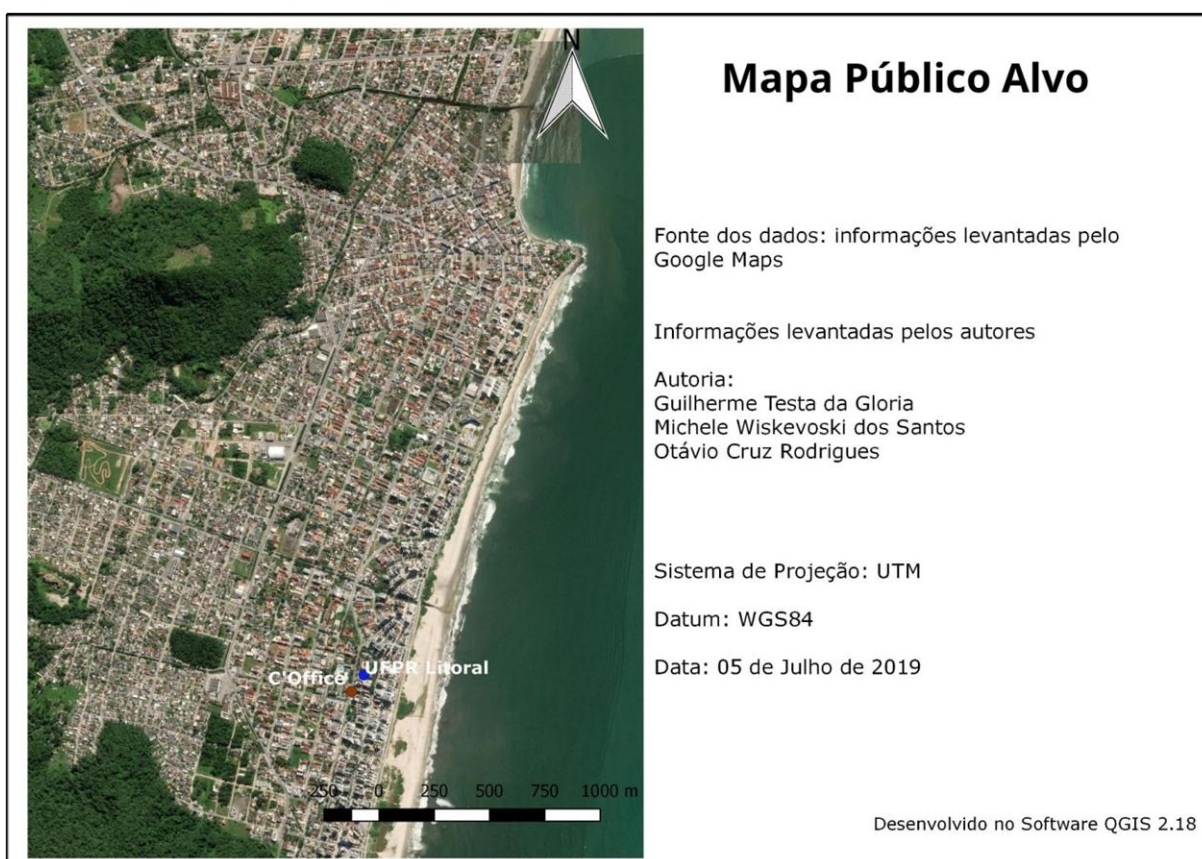 N
Mapa Público Alvo
Fonte dos dados: informações levantadas pelo
Google Maps
Informações levantadas pelos autores
Autoria:
Guilherme Testa da Gloria
Michele Wiskevoski dos Santos
Otávio Cruz Rodrigues
Sistema de Projeção: UTM
Datum: WGS84
Data: 05 de Julho de 2019
UFPR Litoral
C'Office
250 0 250 500 750 1000 m
Desenvolvido no Software QGIS 2.18